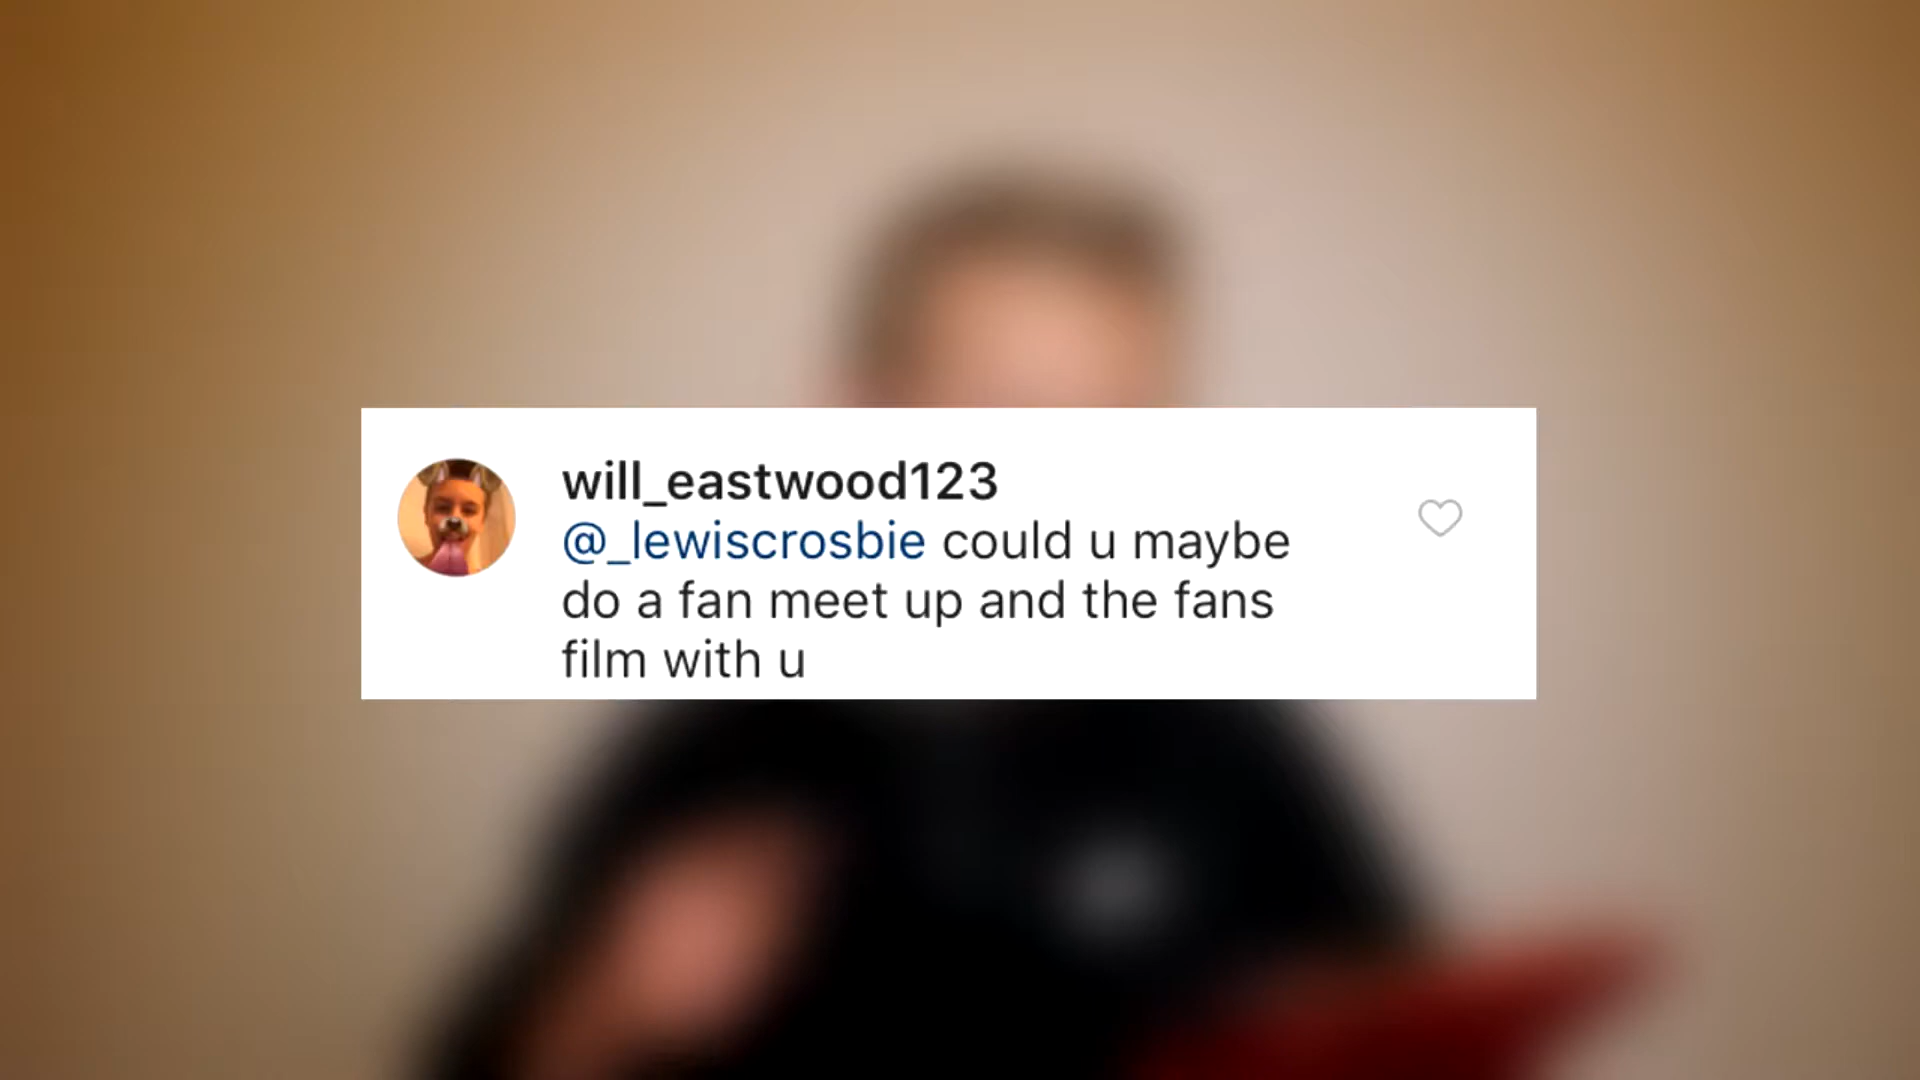 will_eastwood123
@_lewiscrosbie could u maybe
do a fan meet up and the fans
film with u